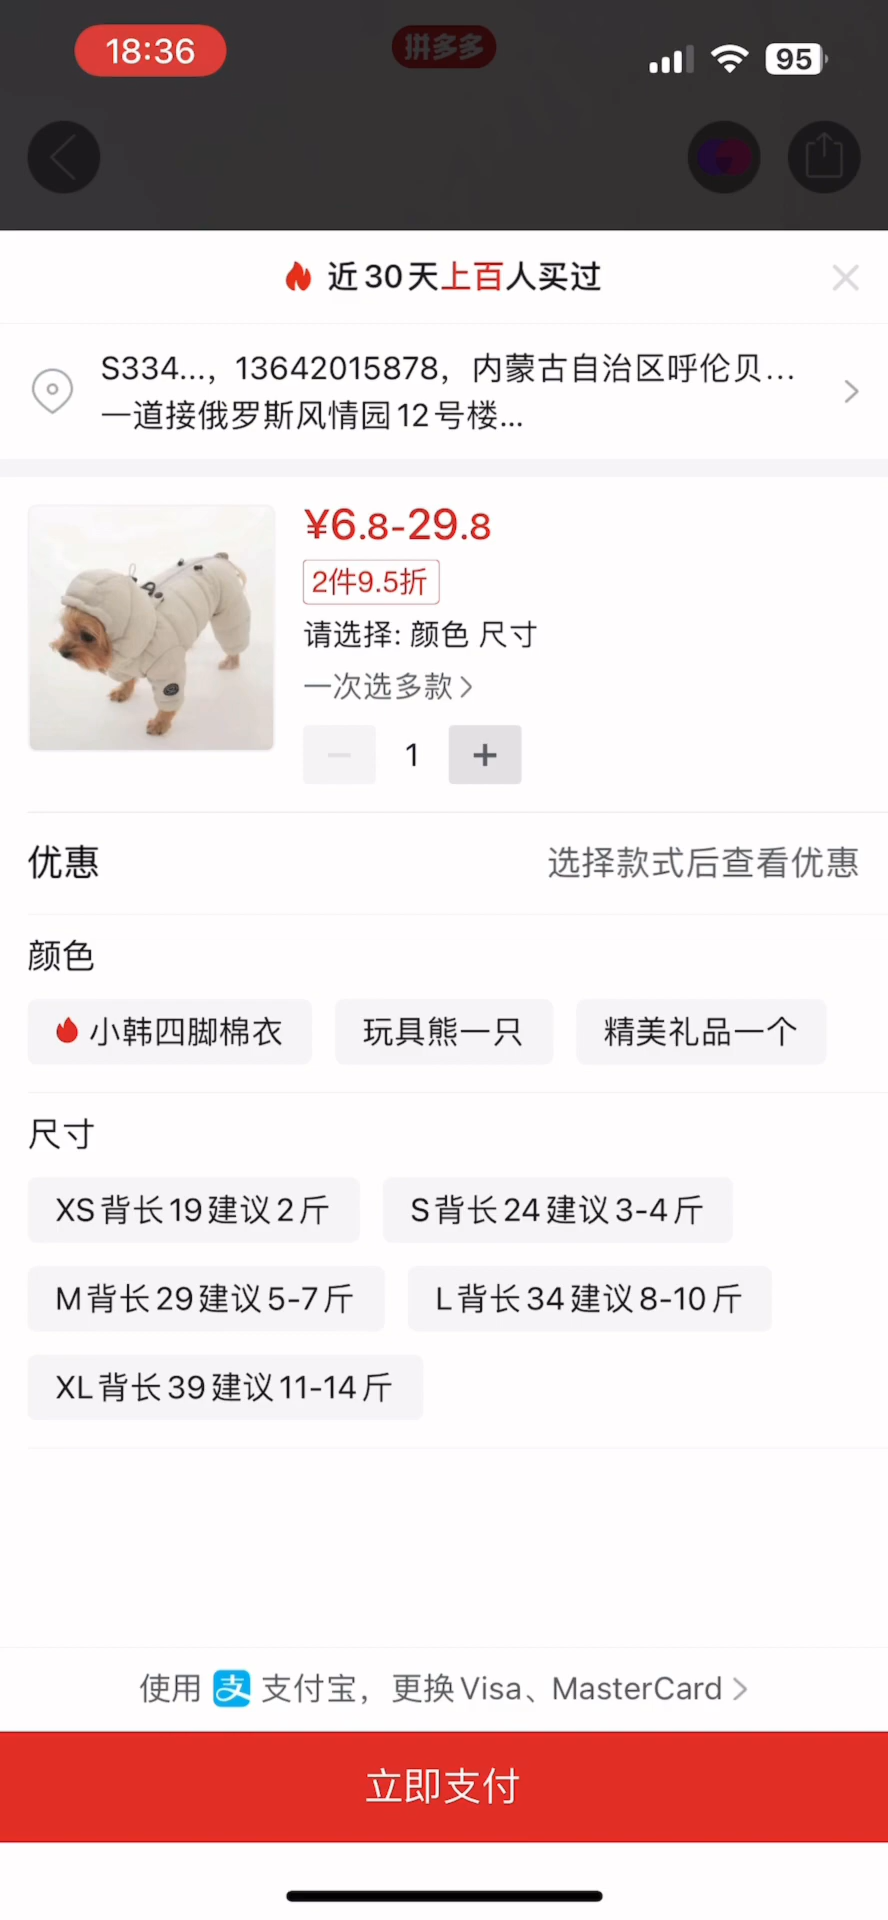 18:36
拼多多
95
近30天上百人买过
S334...，13642015878，内蒙古自治区呼伦贝...
一道接俄罗斯风情园12号楼...
¥6.8-29.8
2件9.5折
请选择: 颜色 尺寸
一次选多款
1
优惠
选择款式后查看优惠
颜色
小韩四脚棉衣
玩具熊一只
精美礼品一个
尺寸
XS背长19建议2斤
S背长24建议3-4斤
M背长29建议5-7斤
L背长34建议8-10斤
XL背长39建议11-14斤
使用 支 支付宝，更换Visa、MasterCard
立即支付